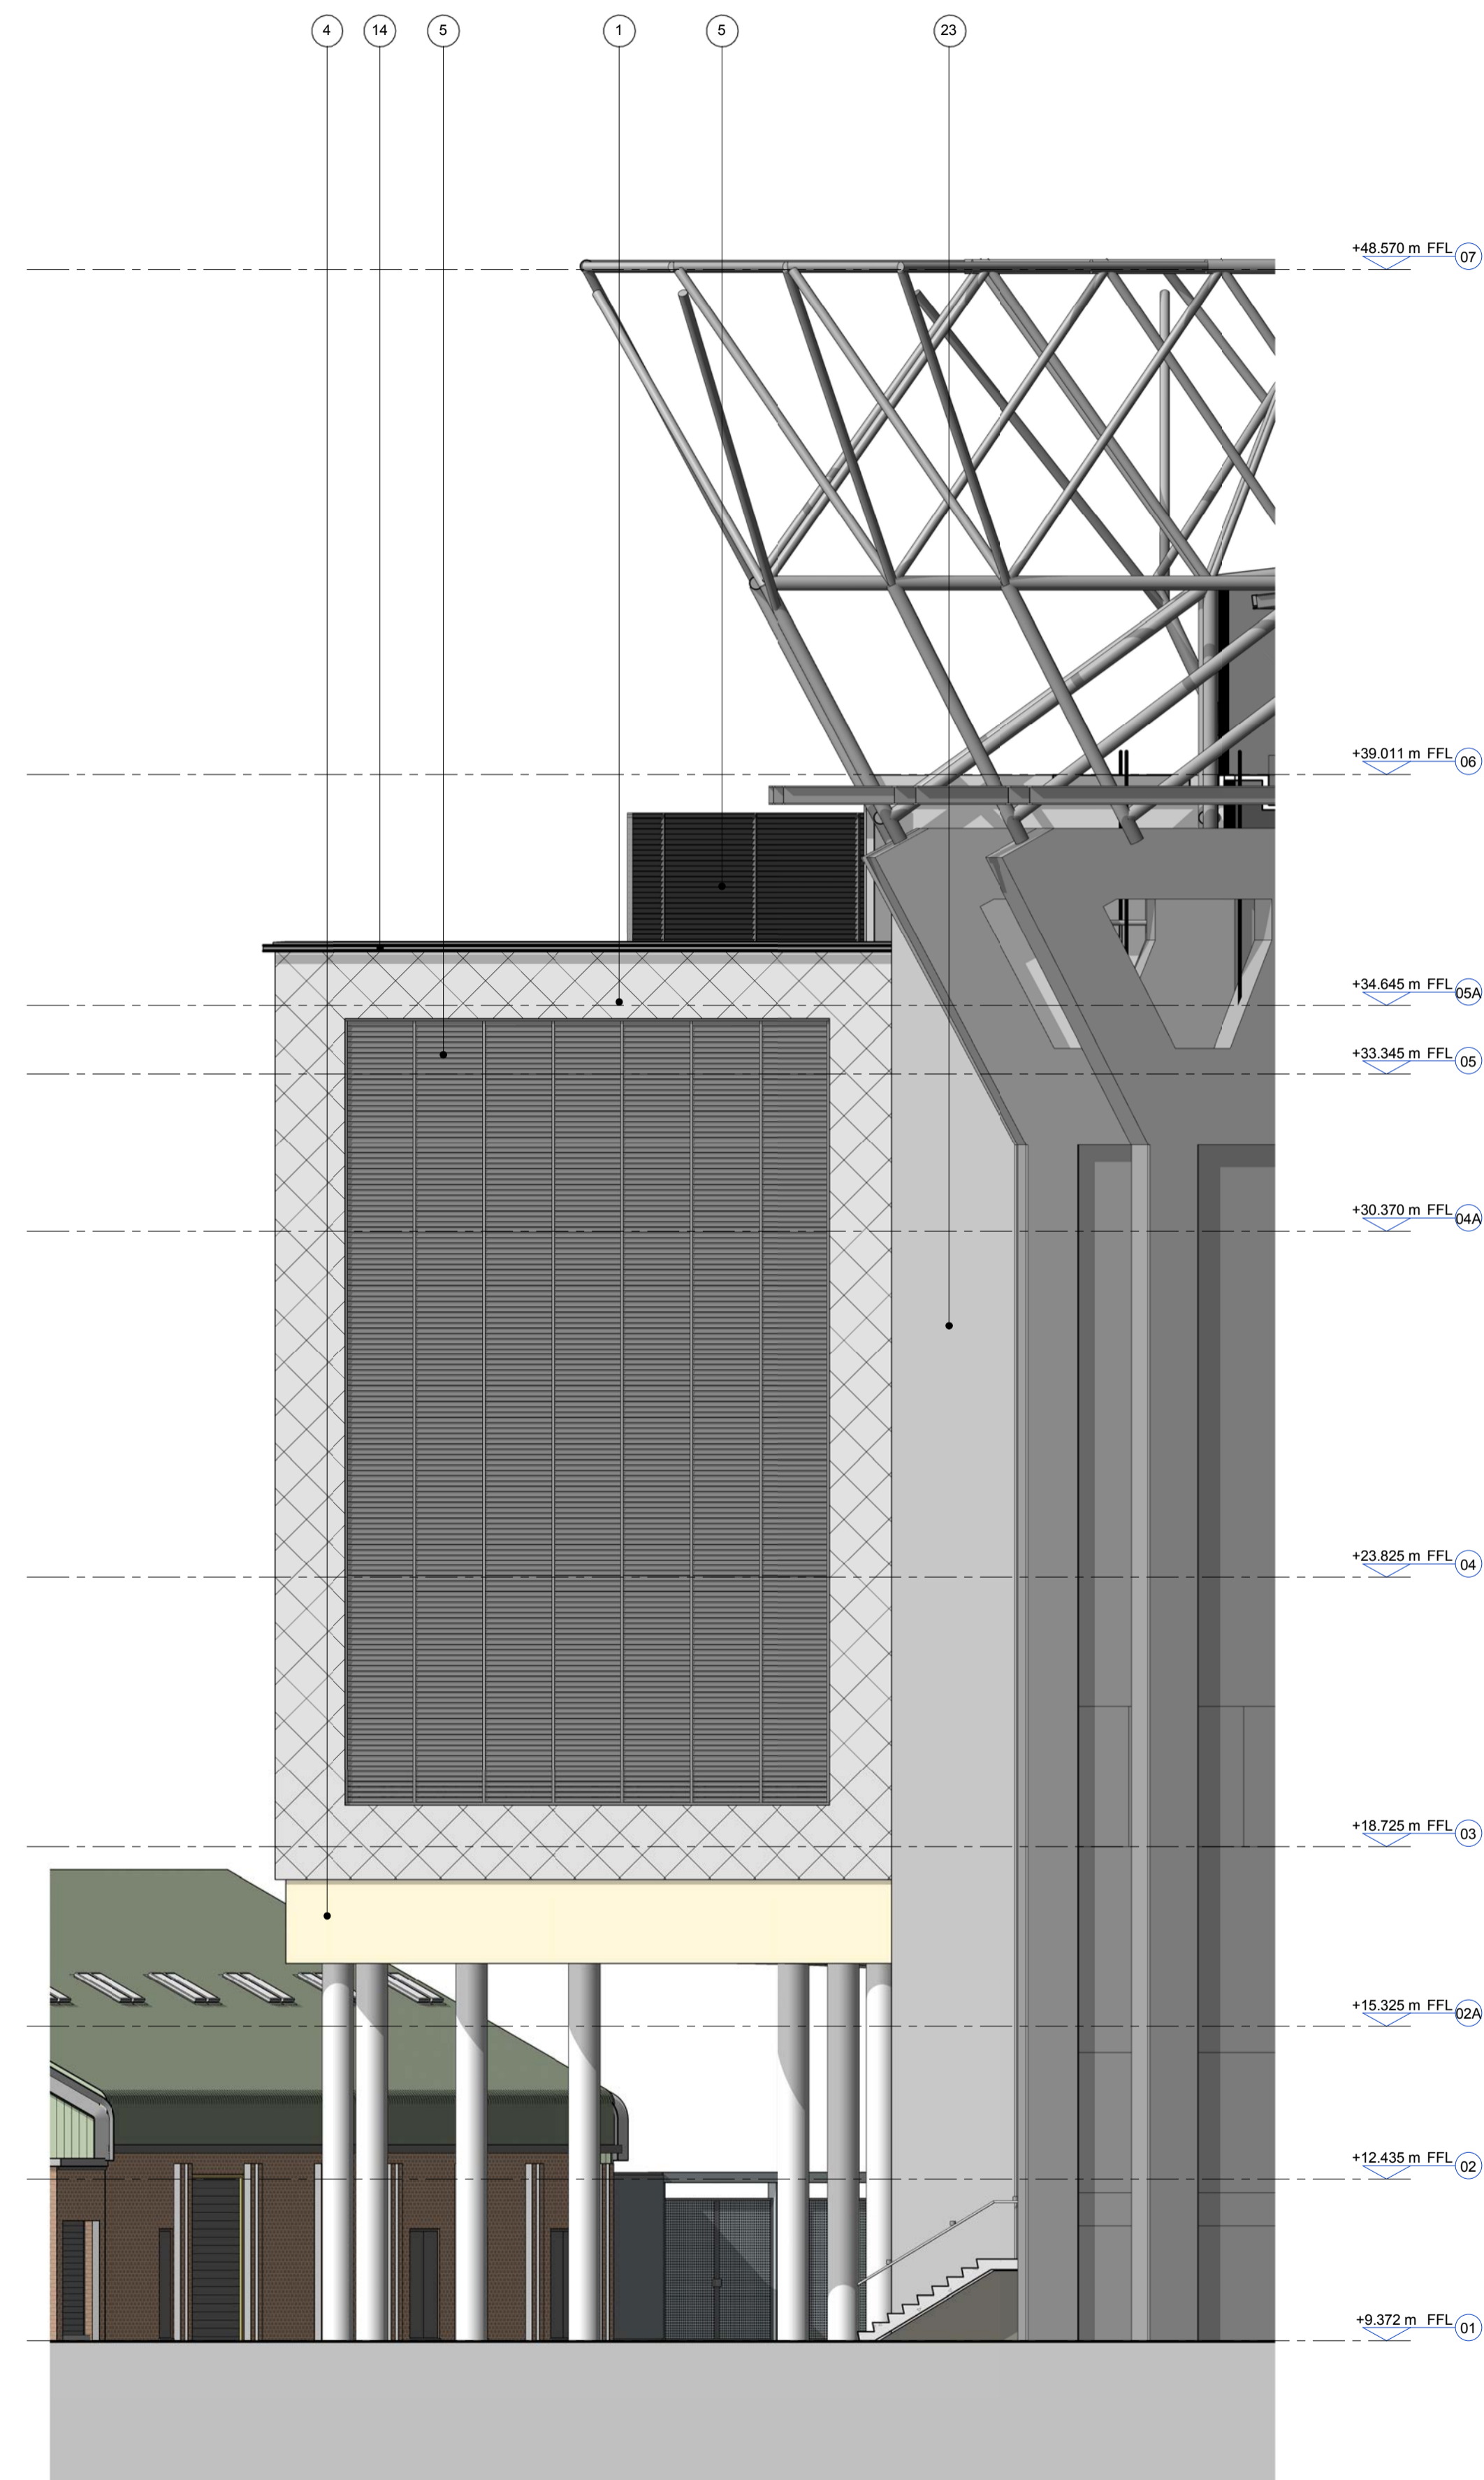 4 14 5 1 5 23
+48.570 m FFL 07
+39.011 m FFL 06
+34.645 m FFL 05A
+33.345 m FFL 05
+30.370 m FFL 04A
+23.825 m FFL 04
+18.725 m FFL 03
+15.325 m FFL 02A
+12.435 m FFL 02
+9.372 m FFL 01